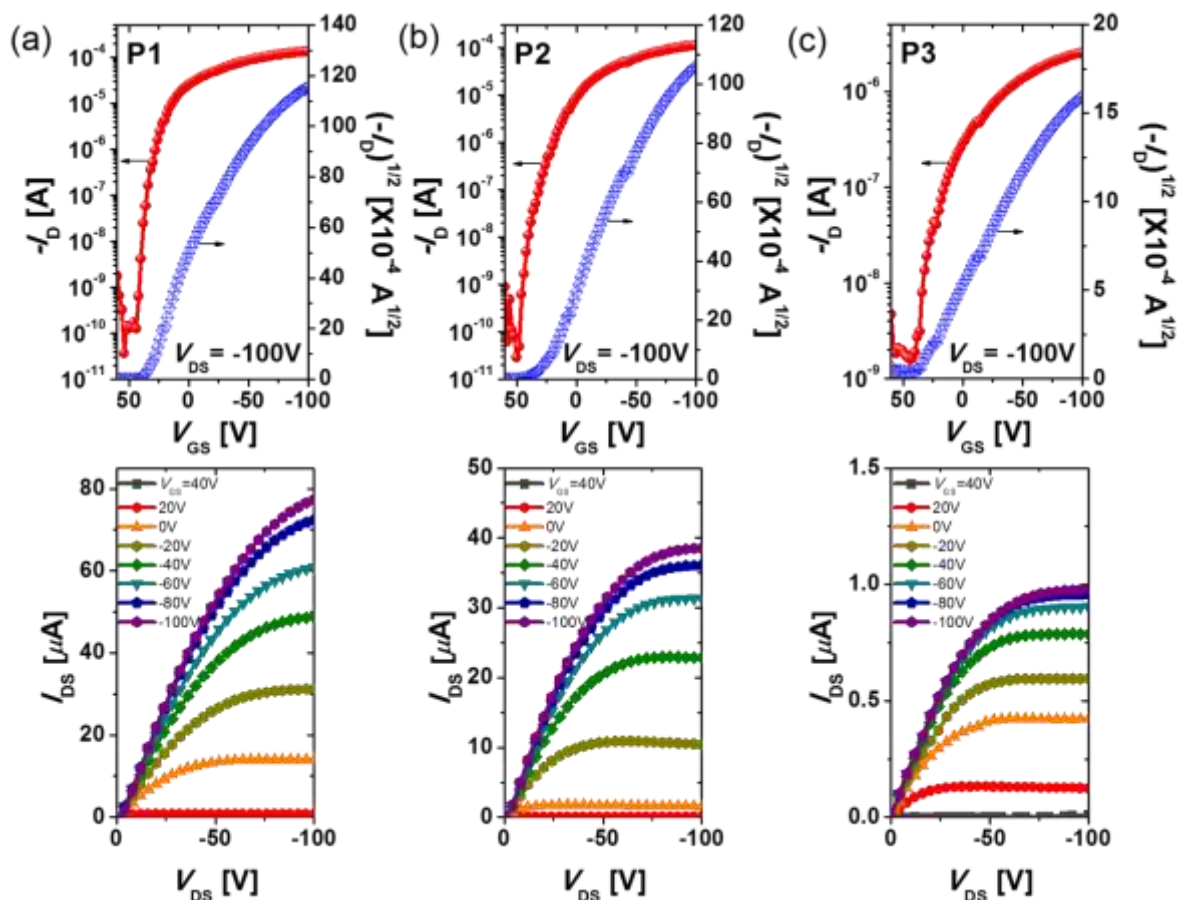 (a)
P1
10⁻⁴
10⁻⁵
10⁻⁶
10⁻⁷
10⁻⁸
10⁻⁹
10⁻¹⁰
10⁻¹¹
-I_D [A]
140
120
100
80
60
40
20
0
(-I_D)^1/2 [X10⁻⁴ A^1/2]
V_DS = -100V
50 0 -50 -100
V_GS [V]
(b)
P2
10⁻⁴
10⁻⁵
10⁻⁶
10⁻⁷
10⁻⁸
10⁻⁹
10⁻¹⁰
10⁻¹¹
-I_D [A]
120
100
80
60
40
20
0
(-I_D)^1/2 [X10⁻⁴ A^1/2]
V_DS = -100V
50 0 -50 -100
V_GS [V]
(c)
P3
10⁻⁶
10⁻⁷
10⁻⁸
10⁻⁹
-I_D [A]
20
15
10
5
0
(-I_D)^1/2 [X10⁻⁴ A^1/2]
V_DS = -100V
50 0 -50 -100
V_GS [V]
80
60
40
20
0
I_DS [μA]
V_GS=40V
20V
0V
-20V
-40V
-60V
-80V
-100V
0 -50 -100
V_DS [V]
50
40
30
20
10
0
I_DS [μA]
V_GS=40V
20V
0V
-20V
-40V
-60V
-80V
-100V
0 -50 -100
V_DS [V]
1.5
1.0
0.5
0.0
I_DS [μA]
V_GS=40V
20V
0V
-20V
-40V
-60V
-80V
-100V
0 -50 -100
V_DS [V]